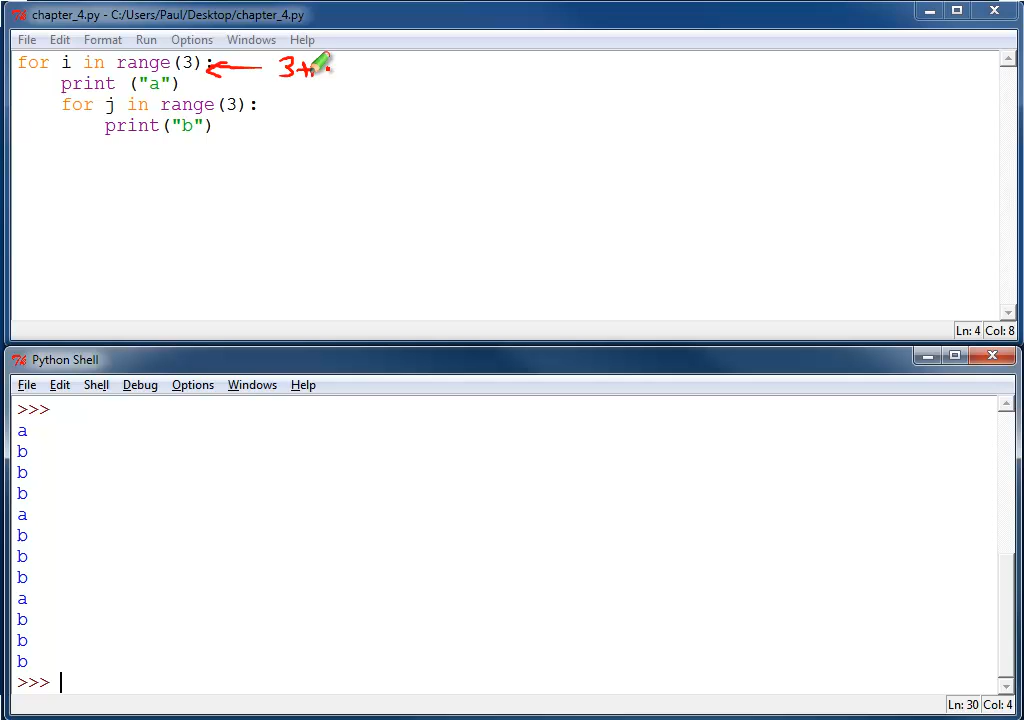 chapter_4.py - C:/Users/Paul/Desktop/chapter_4.py
File Edit Format Run Options Windows Help
for i in range(3):
print ("a")
for j in range(3):
print("b")
Ln: 4 Col: 8
Python Shell
File Edit Shell Debug Options Windows Help
>>>
a
b
b
b
a
b
b
b
a
b
b
b
>>>
Ln: 30 Col: 4